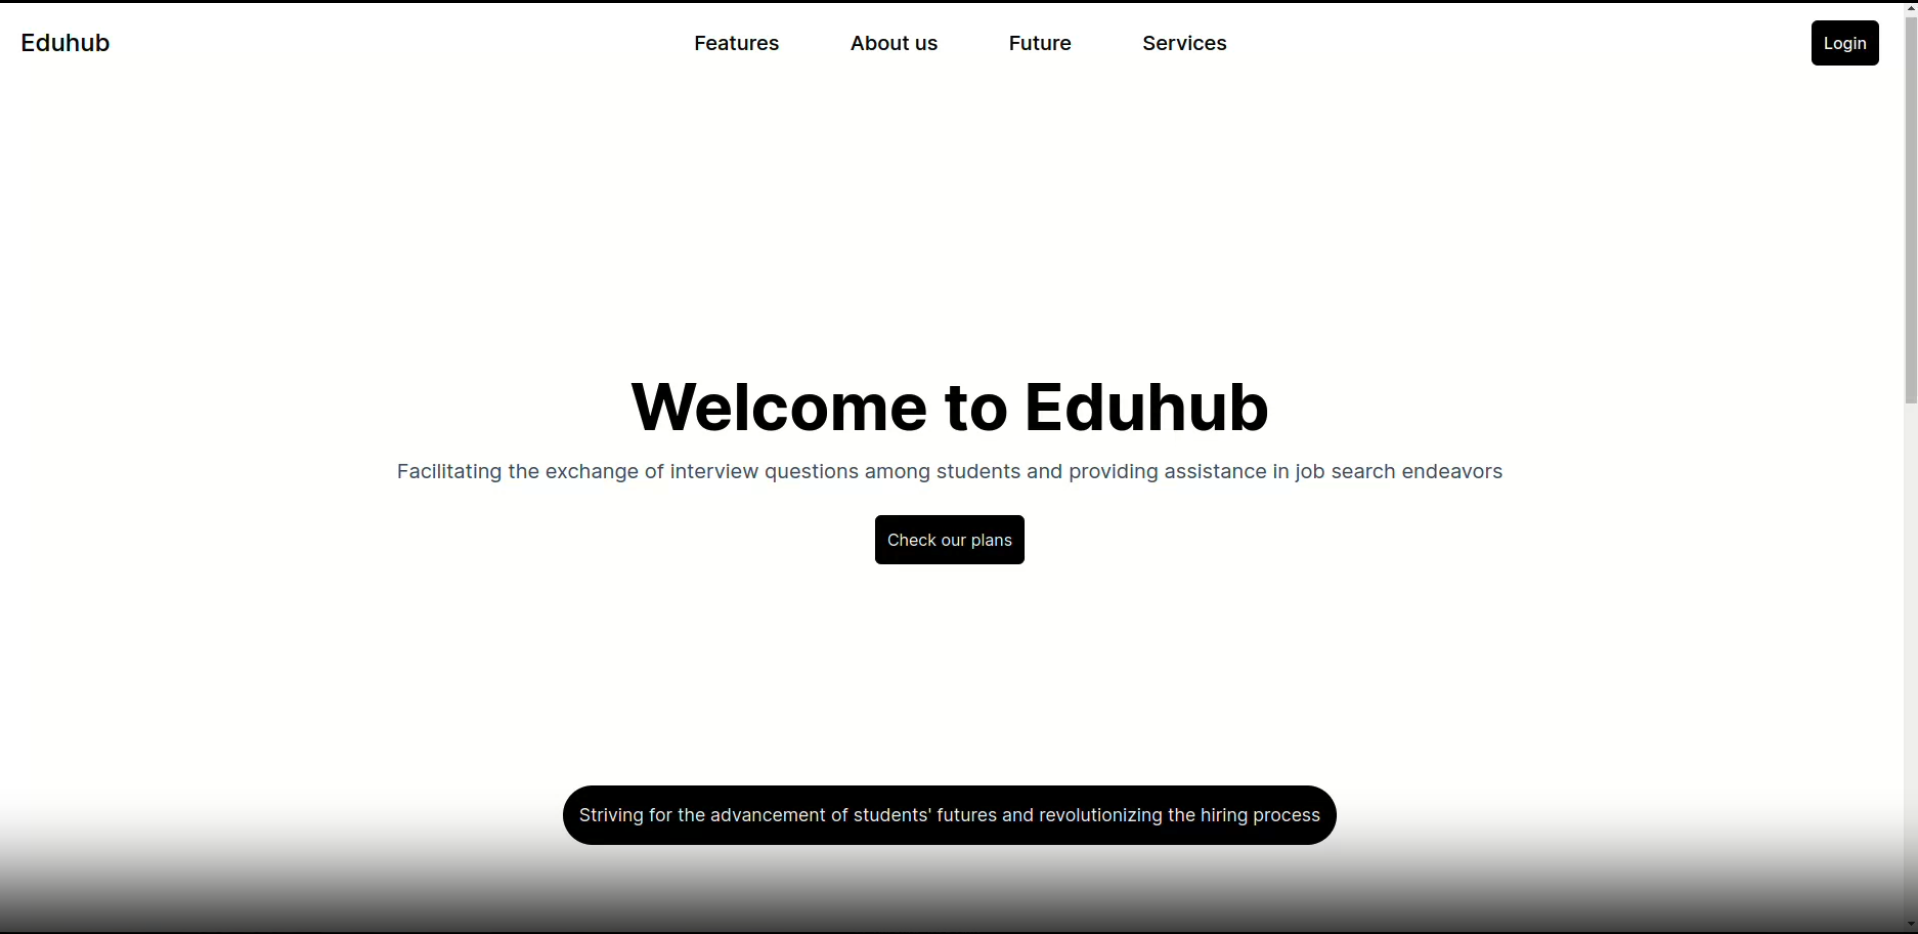 Eduhub
Features
About us
Future
Services
Login
Welcome to Eduhub
Facilitating the exchange of interview questions among students and providing assistance in job search endeavors
Check our plans
Striving for the advancement of students' futures and revolutionizing the hiring process